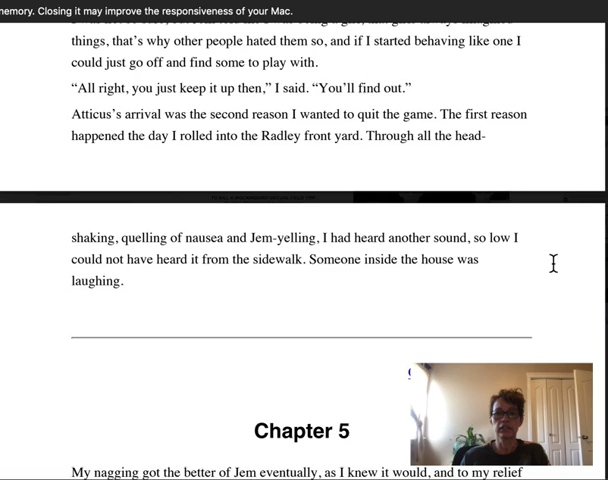 memory. Closing it may improve the responsiveness of your Mac.
things, that's why other people hated them so, and if I started behaving like one I
could just go off and find some to play with.
“All right, you just keep it up then,” I said. “You'll find out.”
Atticus's arrival was the second reason I wanted to quit the game. The first reason
happened the day I rolled into the Radley front yard. Through all the head-
shaking, quelling of nausea and Jem-yelling, I had heard another sound, so low I
could not have heard it from the sidewalk. Someone inside the house was
laughing.
Chapter 5
My nagging got the better of Jem eventually, as I knew it would, and to my relief